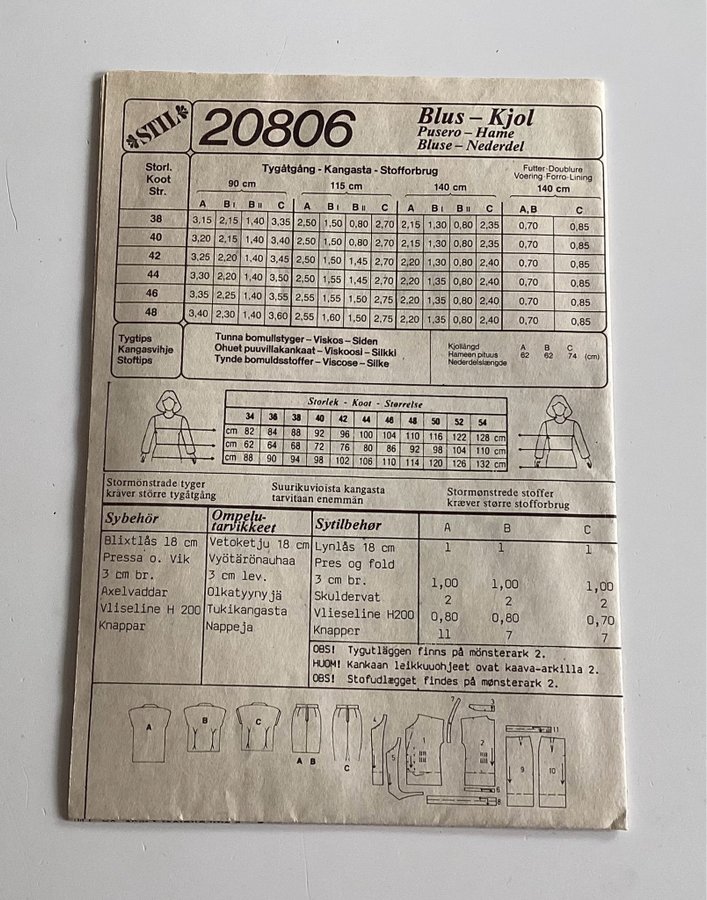 STIL
20806
Blus – Kjol
Pusero – Hame
Bluse – Nederdel
Storl. Koot Str.
Tygåtgång - Kangasta - Stofforbrug
Futter·Doublure
Voering·Forro·Lining
90 cm 115 cm 140 cm 140 cm
A B I B II C A B I B II C A B I B II C A,B C
38 3,15 2,15 1,40 3,35 2,50 1,50 0,80 2,70 2,15 1,30 0,80 2,35 0,70 0,85
40 3,20 2,15 1,40 3,40 2,50 1,50 0,80 2,70 2,15 1,35 0,80 2,35 0,70 0,85
42 3,25 2,20 1,40 3,45 2,50 1,50 1,45 2,70 2,20 1,30 0,80 2,40 0,70 0,85
44 3,30 2,20 1,40 3,50 2,50 1,55 1,45 2,70 2,20 1,35 0,80 2,40 0,70 0,85
46 3,35 2,25 1,40 3,55 2,55 1,55 1,50 2,75 2,20 1,35 0,80 2,40 0,70 0,85
48 3,40 2,30 1,40 3,60 2,55 1,60 1,50 2,75 2,20 1,35 0,80 2,40 0,70 0,85
Tygtips
Kangasvihje
Stoftips
Tunna bomullstyger – Viskos – Siden
Ohuet puuvillakankaat – Viskoosi – Silkki
Tynde bomuldsstoffer – Viscose – Silke
Kjollängd A B C
Hameen pituus 62 62 74 (cm)
Nederdelslængde
Storlek - Koot - Størrelse
34 36 38 40 42 44 46 48 50 52 54
cm 82 84 88 92 96 100 104 110 116 122 128 cm
cm 62 64 68 72 76 80 86 92 98 104 110 cm
cm 88 90 94 98 102 106 110 114 120 126 132 cm
Stormönstrade tyger
kräver större tygåtgång
Suurikuvioista kangasta
tarvitaan enemmän
Stormønstrede stoffer
kræver større stofforbrug
Sybehör
Blixtlås 18 cm
Pressa o. Vik
3 cm br.
Axelvaddar
Vliseline H 200
Knappar
Ompelu-
tarvikkeet
Vetoketju 18 cm
Vyötärönauhaa
3 cm lev.
Olkatyynyjä
Tukikangasta
Nappeja
Sytilbehør A B C
Lynlås 18 cm 1 1 1
Pres og fold
3 cm br. 1,00 1,00 1,00
Skuldervat 2 2 2
Vlieseline H200 0,80 0,80 0,70
Knapper 11 7 7
OBS! Tygutläggen finns på mönsterark 2.
HUOM! Kankaan leikkuuohjeet ovat kaava-arkilla 2.
OBS! Stofudlægget findes på mønsterark 2.
A B C A B C 4 5 1 7 2 3 6 8 11 9 10